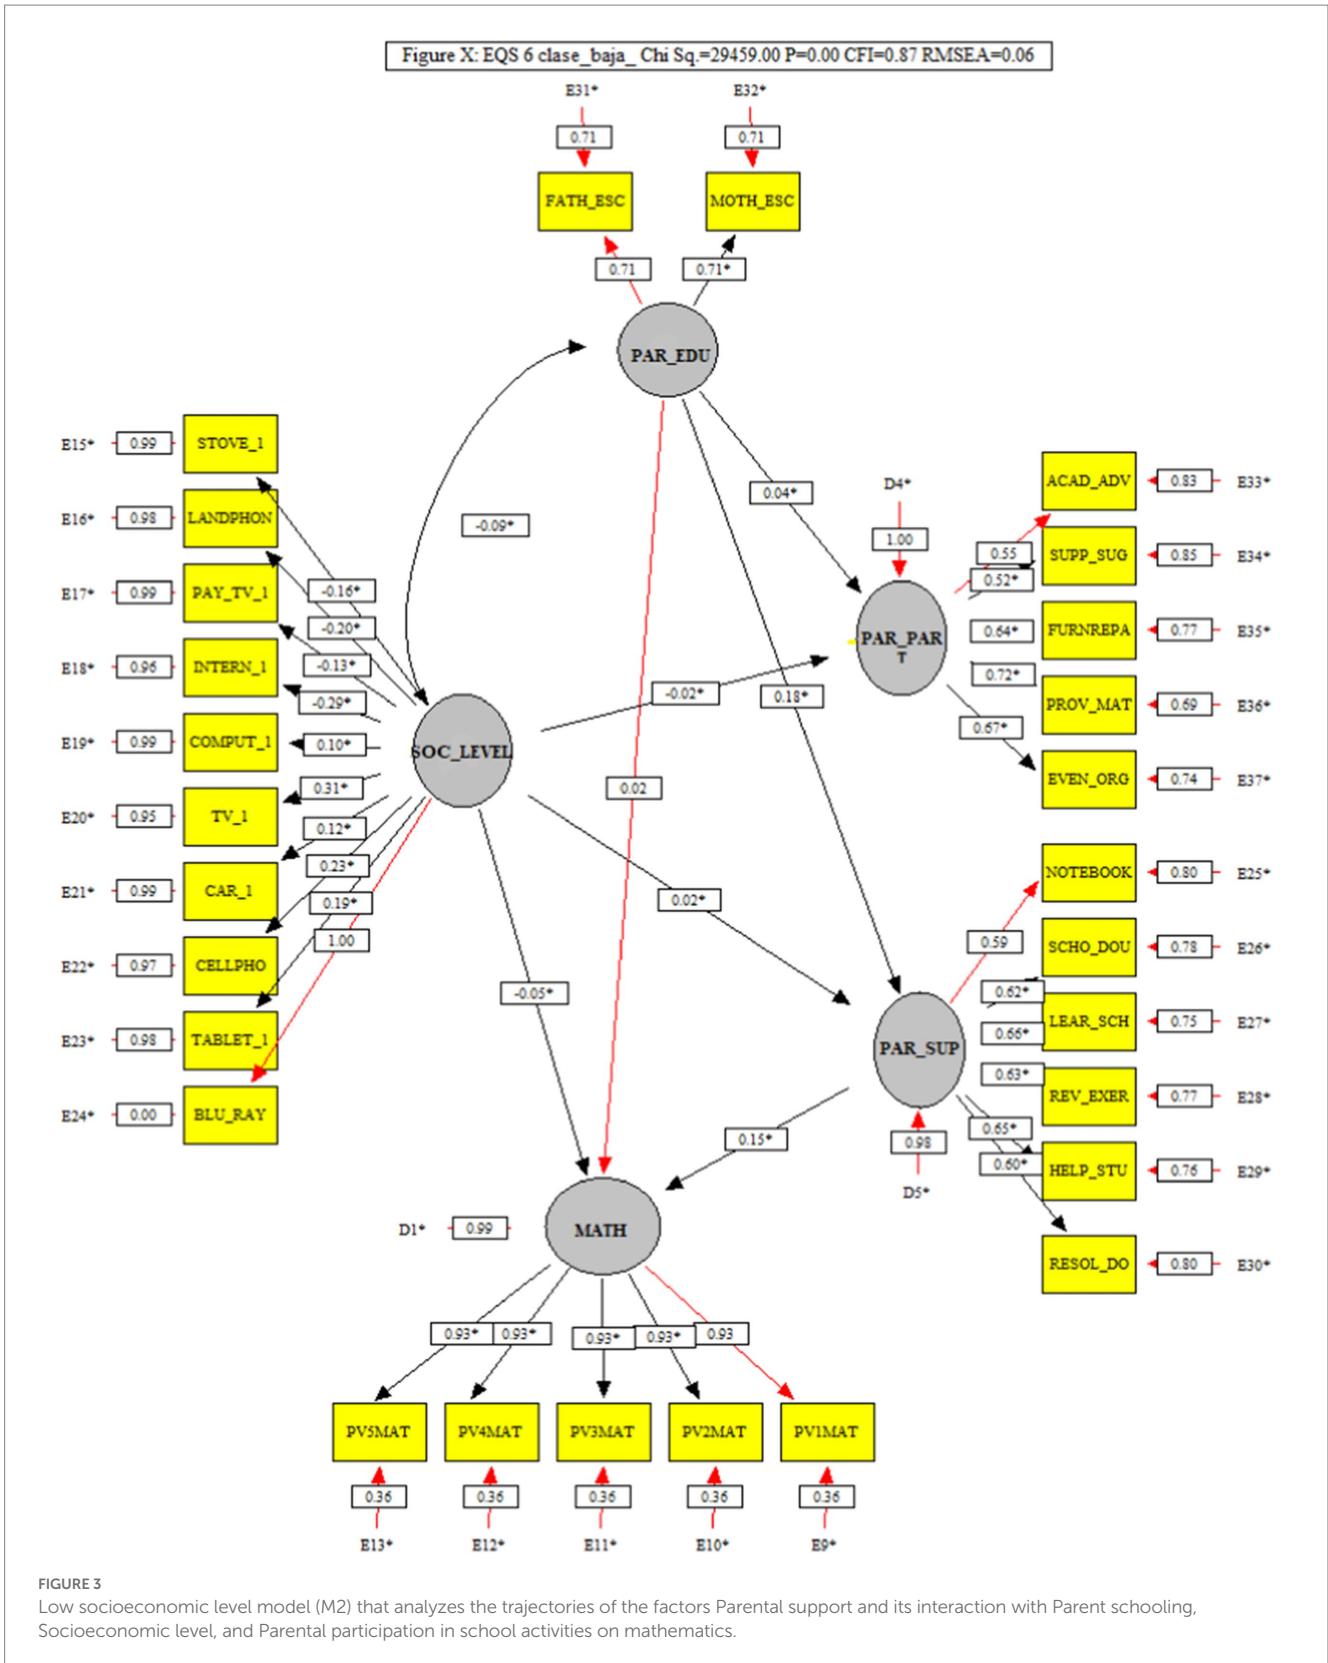 Figure X: EQS 6 clase_baja_ Chi Sq.=29459.00 P=0.00 CFI=0.87 RMSEA=0.06
E31* E32*
0.71 0.71
FATH_ESC MOTH_ESC
0.71 0.71*
PAR_EDU
E15* 0.99 STOVE_1
E16* 0.98 LANDPHON
E17* 0.99 PAY_TV_1
E18* 0.96 INTERN_1
E19* 0.99 COMPUT_1
E20* 0.95 TV_1
E21* 0.99 CAR_1
E22* 0.97 CELLPHO
E23* 0.98 TABLET_1
E24* 0.00 BLU_RAY
-0.16*
-0.20*
-0.13*
-0.29*
0.10*
0.31*
0.12*
0.23*
0.19*
1.00
SOC_LEVEL
-0.09*
0.04*
-0.02*
0.18*
0.02
0.02*
-0.05*
0.15*
D4*
1.00
PAR_PAR
T
0.55
0.52*
0.64*
0.72*
0.67*
ACAD_ADV 0.83 E33*
SUPP_SUG 0.85 E34*
FURNREPA 0.77 E35*
PROV_MAT 0.69 E36*
EVEN_ORG 0.74 E37*
PAR_SUP
0.98
D5*
0.59
0.62*
0.66*
0.63*
0.65*
0.60*
NOTEBOOK 0.80 E25*
SCHO_DOU 0.78 E26*
LEAR_SCH 0.75 E27*
REV_EXER 0.77 E28*
HELP_STU 0.76 E29*
RESOL_DO 0.80 E30*
D1* 0.99 MATH
0.93* 0.93* 0.93* 0.93* 0.93
PV5MAT PV4MAT PV3MAT PV2MAT PV1MAT
0.36 0.36 0.36 0.36 0.36
E13* E12* E11* E10* E9*
FIGURE 3
Low socioeconomic level model (M2) that analyzes the trajectories of the factors Parental support and its interaction with Parent schooling,
Socioeconomic level, and Parental participation in school activities on mathematics.